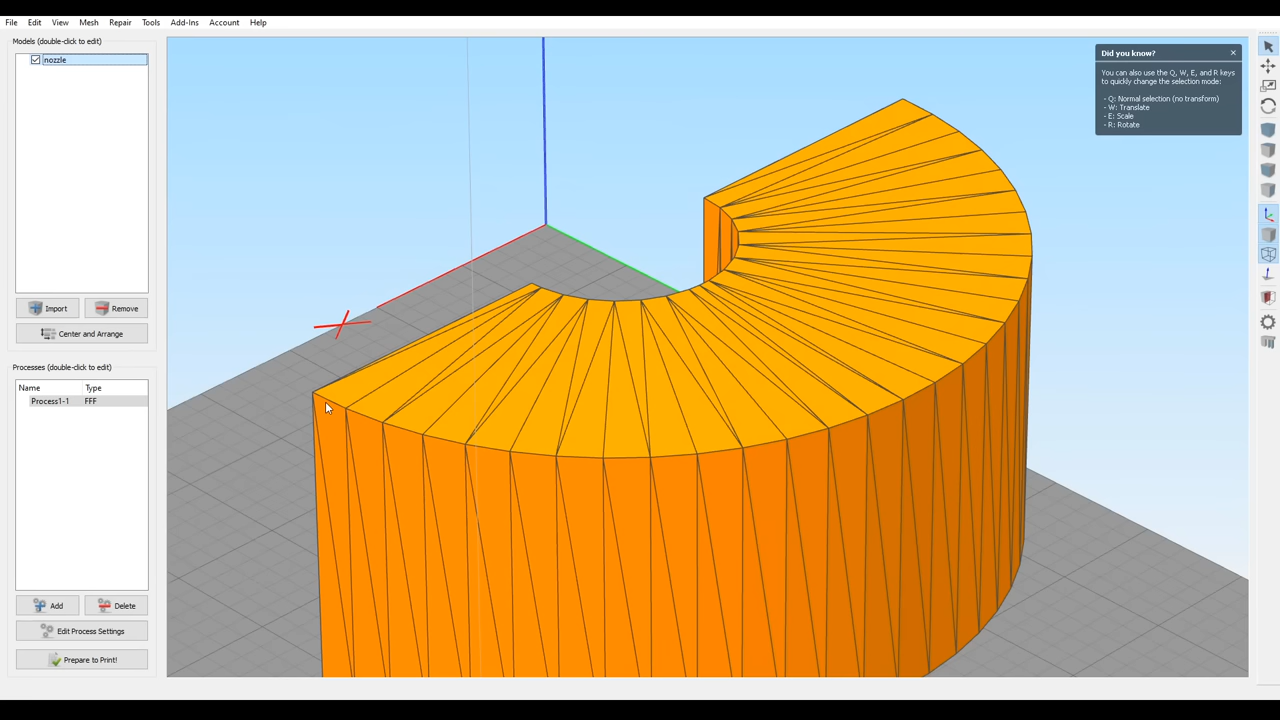 File Edit View Mesh Repair Tools Add-Ins Account Help
Models (double-click to edit)
nozzle
Import Remove
Center and Arrange
Processes (double-click to edit)
Name Type
Process1-1 FFF
Add Delete
Edit Process Settings
Prepare to Print!
Did you know?
You can also use the Q, W, E, and R keys
to quickly change the selection mode:
- Q: Normal selection (no transform)
- W: Translate
- E: Scale
- R: Rotate